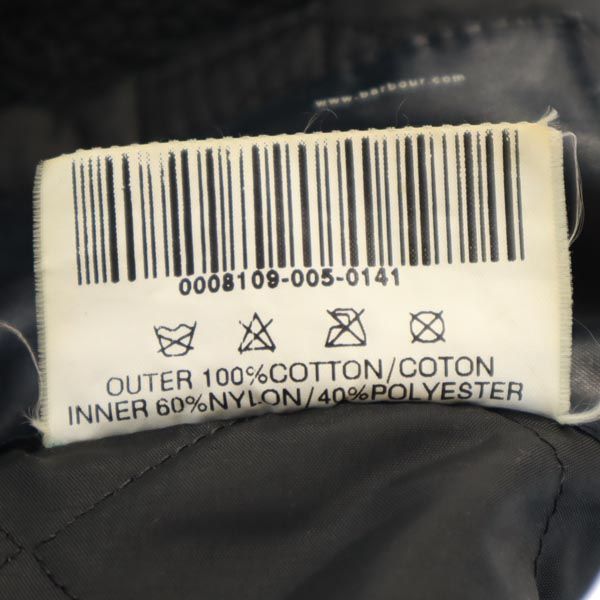 www.barbour.com
0008109-005-0141
OUTER 100%COTTON/COTON
INNER 60%NYLON/40%POLYESTER